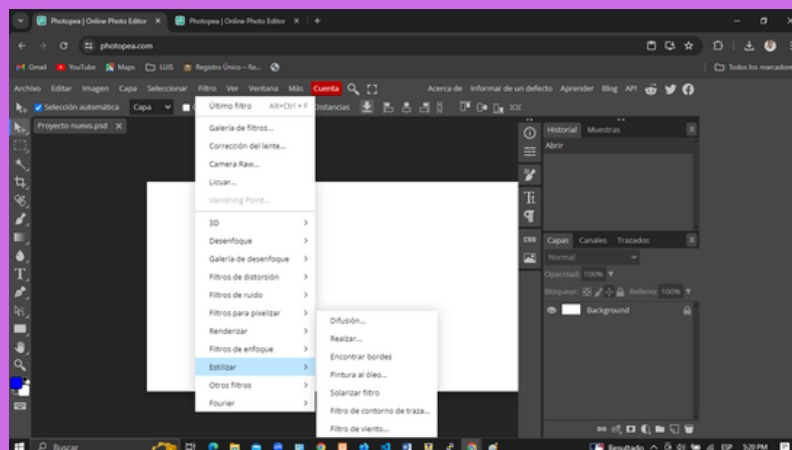 Photopea | Online Photo Editor
Photopea | Online Photo Editor
photopea.com
Gmail
YouTube
Maps
LUIS
Registro Único – Re...
Todos los marcadores
Archivo Editar Imagen Capa Seleccionar Filtro Ver Ventana Más Cuenta
Acerca de Informar de un defecto Aprender Blog API
Selección automática Capa
Distancias
Proyecto nuevo.psd
Último filtro Alt+Ctrl + F
Galería de filtros...
Corrección del lente...
Camera Raw...
Licuar...
Vanishing Point...
3D
Desenfoque
Galería de desenfoque
Filtros de distorsión
Filtros de ruido
Filtros para pixelizar
Renderizar
Filtros de enfoque
Estilizar
Otros filtros
Fourier
Difusión...
Realzar...
Encontrar bordes
Pintura al óleo...
Solarizar filtro
Filtro de contorno de traza...
Filtro de viento...
CSS
Historial Muestras
Abrir
Capas Canales Trazados
Normal
Opacidad: 100%
Bloquear: Relleno: 100%
Background
Buscar
Resultado
ESP
5:20 PM